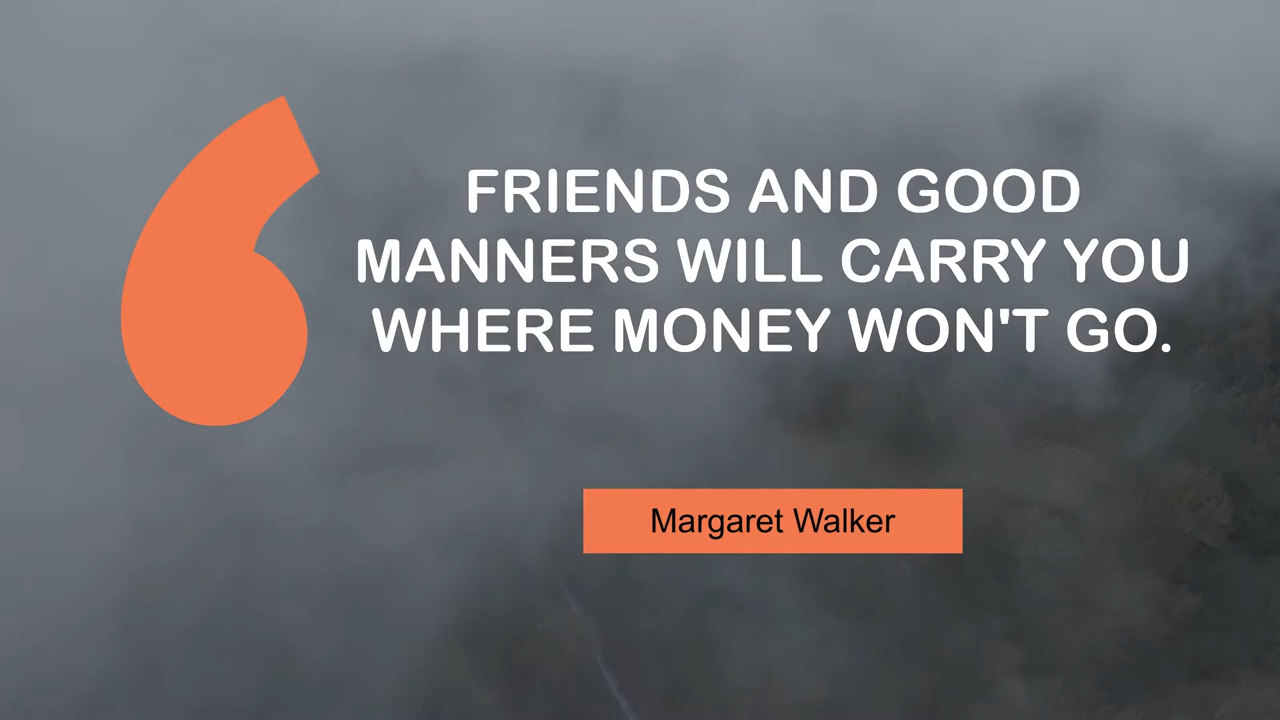 FRIENDS AND GOOD
MANNERS WILL CARRY YOU
WHERE MONEY WON'T GO.
Margaret Walker